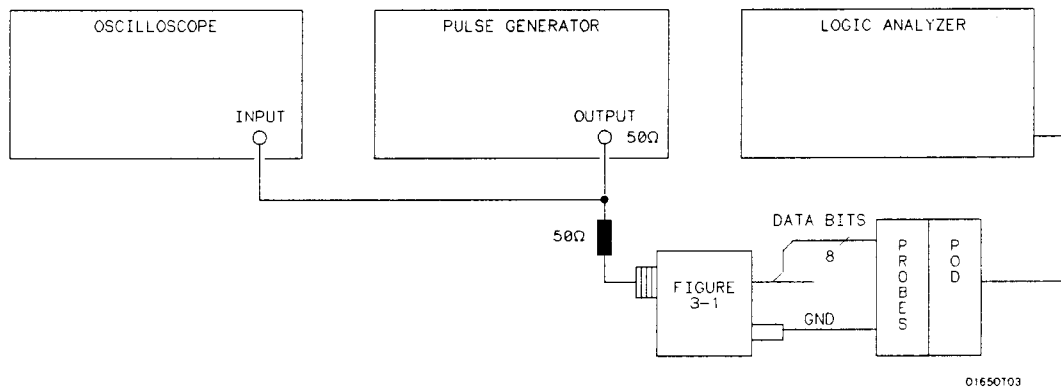 OSCILLOSCOPE
INPUT
PULSE GENERATOR
OUTPUT
50Ω
LOGIC ANALYZER
50Ω
FIGURE
3-1
DATA BITS
8
GND
PROBES
POD
01650T03